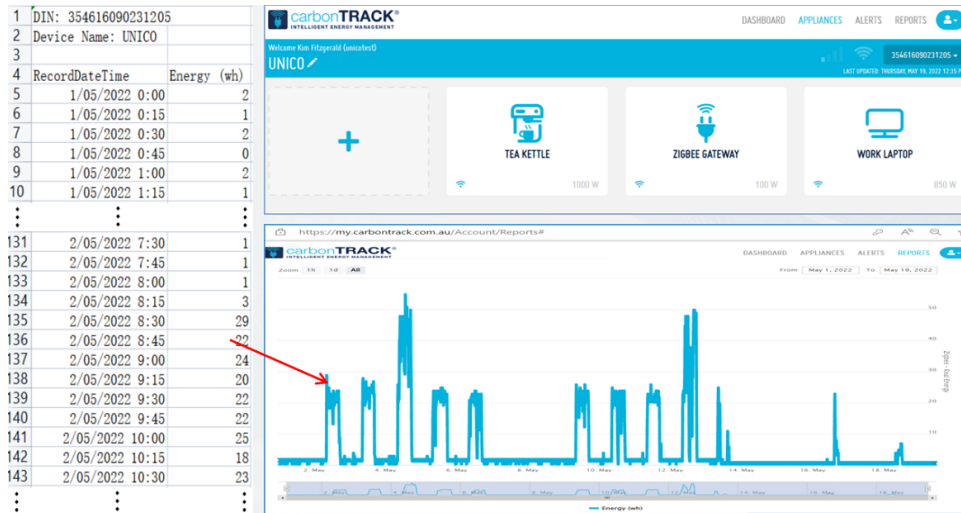 1 DIN: 354616090231205
2 Device Name: UNICO
3
4 RecordDateTime Energy (wh)
5 1/05/2022 0:00 2
6 1/05/2022 0:15 1
7 1/05/2022 0:30 2
8 1/05/2022 0:45 0
9 1/05/2022 1:00 2
10 1/05/2022 1:15 1
131 2/05/2022 7:30 1
132 2/05/2022 7:45 1
133 2/05/2022 8:00 1
134 2/05/2022 8:15 3
135 2/05/2022 8:30 29
136 2/05/2022 8:45 22
137 2/05/2022 9:00 24
138 2/05/2022 9:15 20
139 2/05/2022 9:30 22
140 2/05/2022 9:45 22
141 2/05/2022 10:00 25
142 2/05/2022 10:15 18
143 2/05/2022 10:30 23
carbonTRACK®
INTELLIGENT ENERGY MANAGEMENT
DASHBOARD APPLIANCES ALERTS REPORTS
Welcome Kim Fitzgerald (unicotest)
UNICO
354616090231205
LAST UPDATED: THURSDAY, MAY 19, 2022 12:35 P
TEA KETTLE
1000 W
ZIGBEE GATEWAY
100 W
WORK LAPTOP
850 W
https://my.carbontrack.com.au/Account/Reports#
carbonTRACK®
INTELLIGENT ENERGY MANAGEMENT
DASHBOARD APPLIANCES ALERTS REPORTS
Zoom 1h 1d All
From May 1, 2022 To May 19, 2022
50
40
30
20
10
2. May 4. May 6. May 8. May 10. May 12. May 14. May 16. May 18. May
Energy (wh)